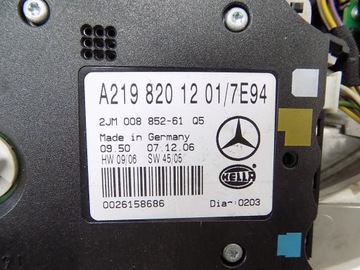 A219 820 12 01/7E94
2JM 008 852-61 Q5
Made in Germany
09.50 07.12.06
HW 09/06 SW 45/05
HELLA
0026158686 Dia 0203